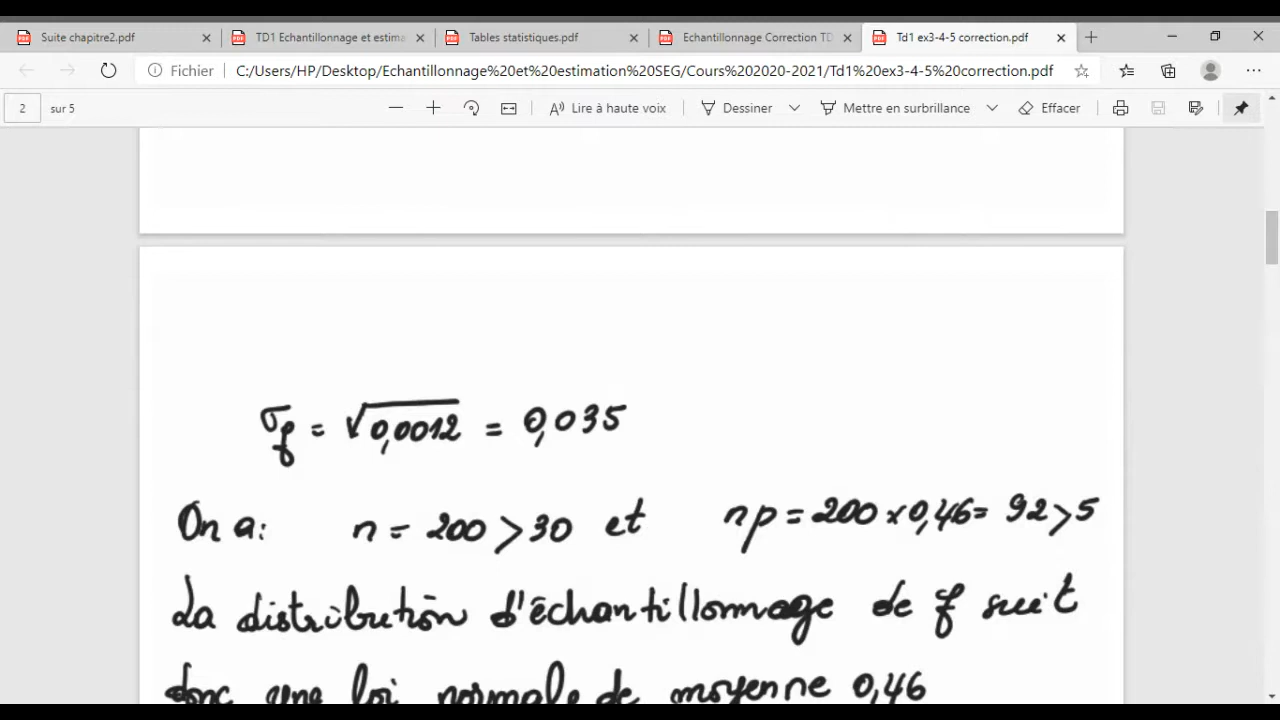 Suite chapitre2.pdf
TD1 Echantillonnage et estima
Tables statistiques.pdf
Echantillonnage Correction TD
Td1 ex3-4-5 correction.pdf
Fichier C:/Users/HP/Desktop/Echantillonnage%20et%20estimation%20SEG/Cours%202020-2021/Td1%20ex3-4-5%20correction.pdf
2 sur 5 Lire à haute voix Dessiner Mettre en surbrillance Effacer
σf = √0,0012 = 0,035
On a: n = 200 > 30 et np = 200 × 0,46 = 92 > 5
La distribution d'échantillonnage de f suit
donc une loi normale de moyenne 0,46